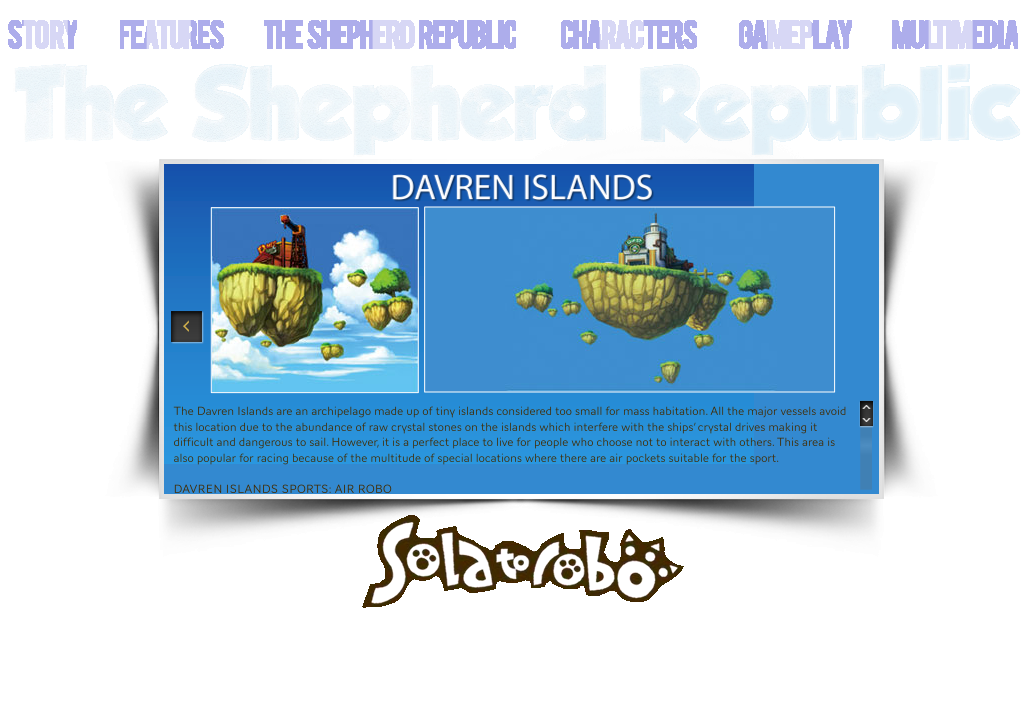 STORY FEATURES THE SHEPHERD REPUBLIC CHARACTERS GAMEPLAY MULTIMEDIA
The Shepherd Republic
DAVREN ISLANDS
The Davren Islands are an archipelago made up of tiny islands considered too small for mass habitation. All the major vessels avoid
this location due to the abundance of raw crystal stones on the islands which interfere with the ships' crystal drives making it
difficult and dangerous to sail. However, it is a perfect place to live for people who choose not to interact with others. This area is
also popular for racing because of the multitude of special locations where there are air pockets suitable for the sport.
DAVREN ISLANDS SPORTS: AIR ROBO
Solatorobo